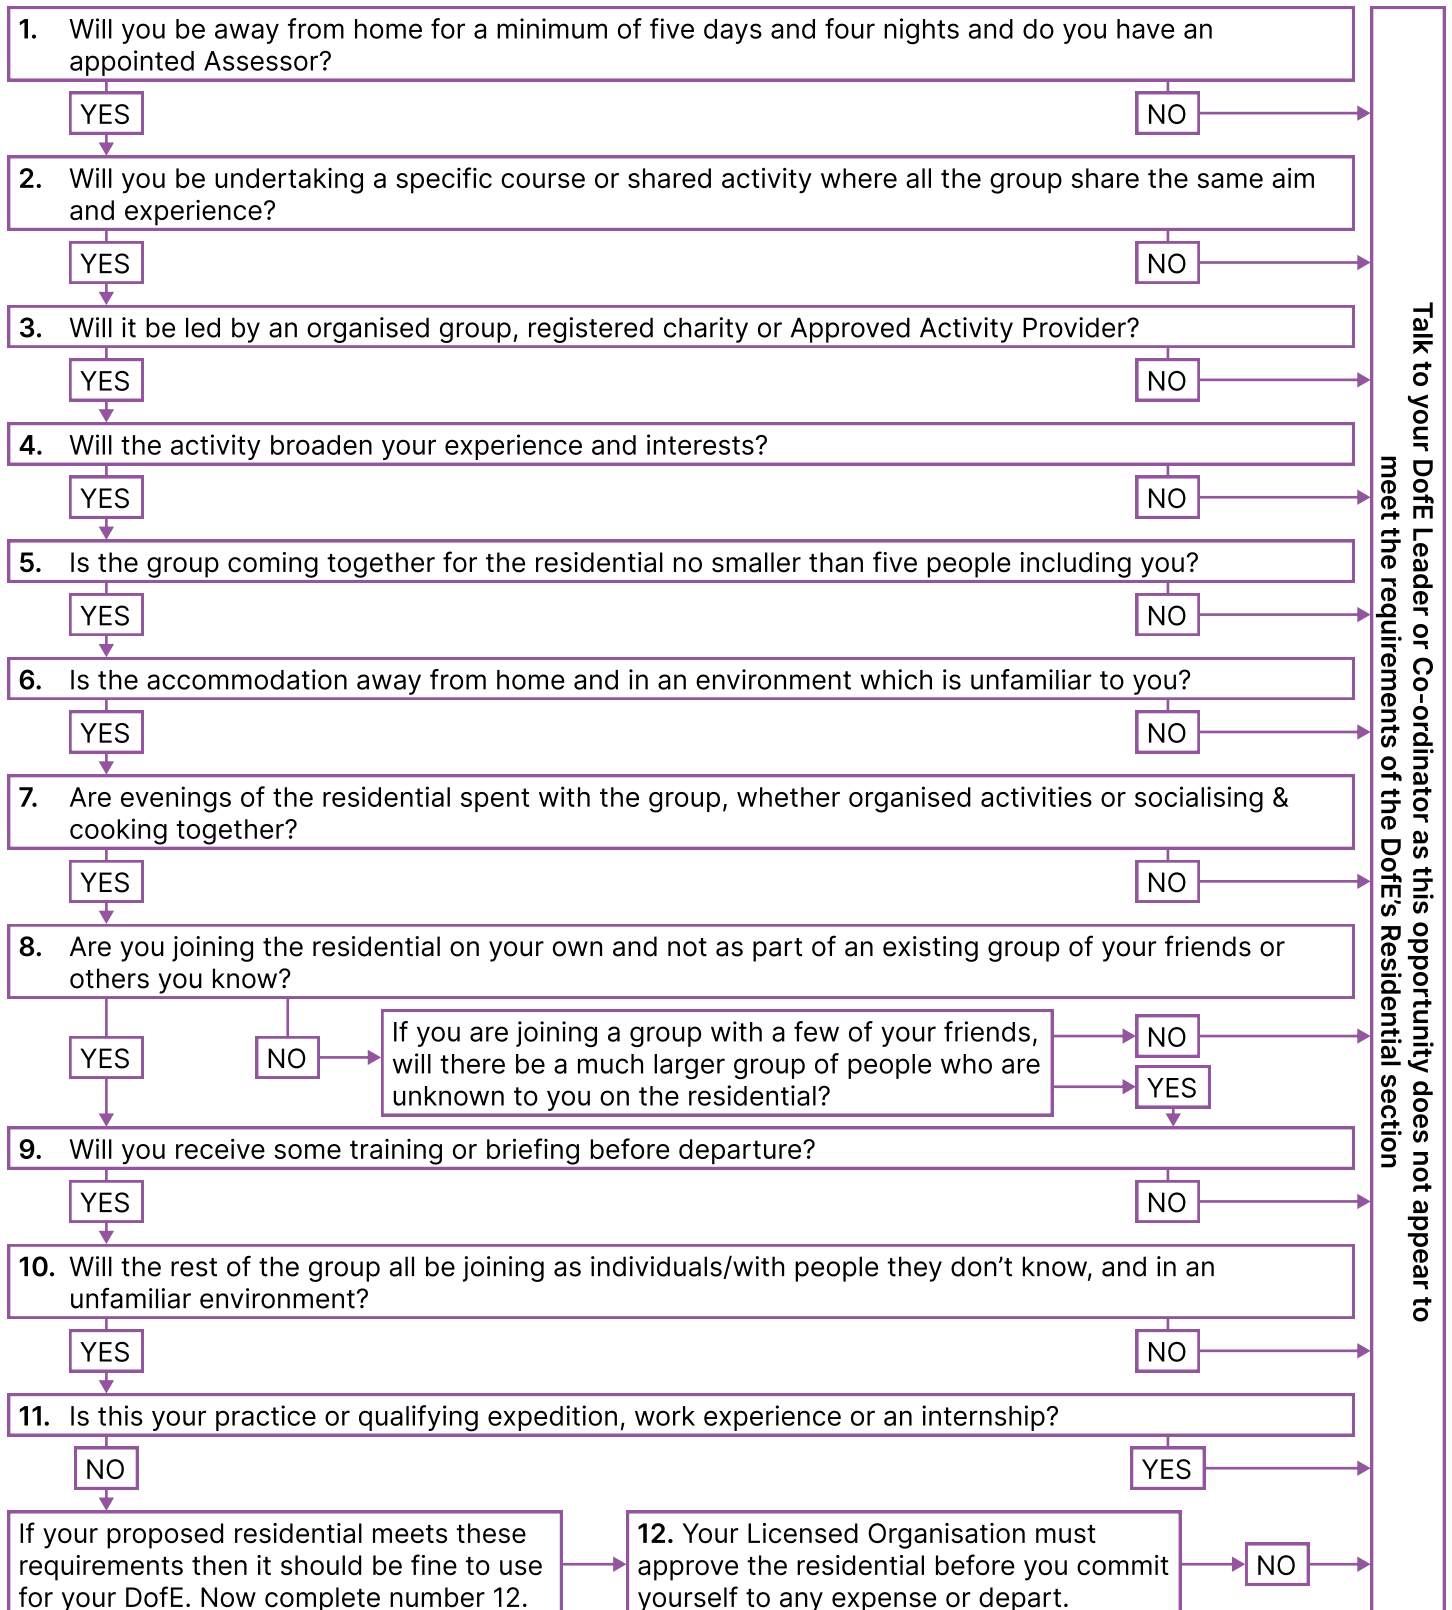 1. Will you be away from home for a minimum of five days and four nights and do you have an
appointed Assessor?
YES
NO
2. Will you be undertaking a specific course or shared activity where all the group share the same aim
and experience?
YES
NO
3. Will it be led by an organised group, registered charity or Approved Activity Provider?
YES
NO
4. Will the activity broaden your experience and interests?
YES
NO
5. Is the group coming together for the residential no smaller than five people including you?
YES
NO
6. Is the accommodation away from home and in an environment which is unfamiliar to you?
YES
NO
7. Are evenings of the residential spent with the group, whether organised activities or socialising &
cooking together?
YES
NO
8. Are you joining the residential on your own and not as part of an existing group of your friends or
others you know?
YES
NO
If you are joining a group with a few of your friends,
will there be a much larger group of people who are
unknown to you on the residential?
NO
YES
9. Will you receive some training or briefing before departure?
YES
NO
10. Will the rest of the group all be joining as individuals/with people they don’t know, and in an
unfamiliar environment?
YES
NO
11. Is this your practice or qualifying expedition, work experience or an internship?
NO
YES
If your proposed residential meets these
requirements then it should be fine to use
for your DofE. Now complete number 12.
12. Your Licensed Organisation must
approve the residential before you commit
yourself to any expense or depart.
NO
Talk to your DofE Leader or Co-ordinator as this opportunity does not appear to
meet the requirements of the DofE’s Residential section